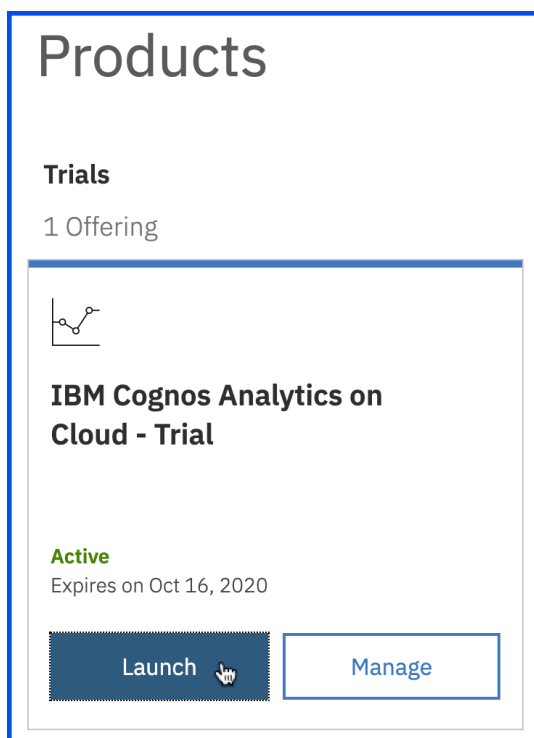 Products
Trials
1 Offering
IBM Cognos Analytics on
Cloud - Trial
Active
Expires on Oct 16, 2020
Launch
Manage